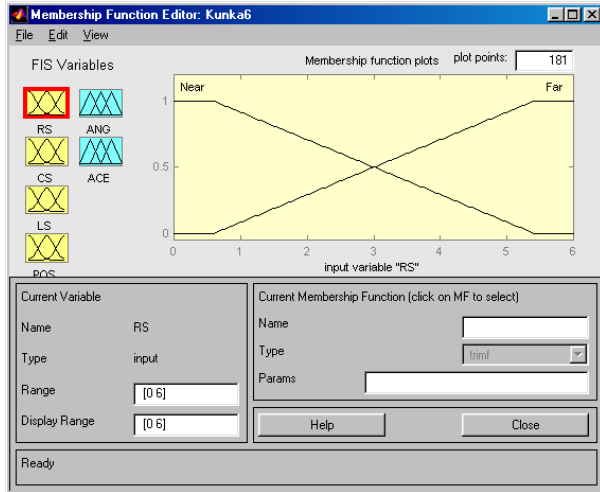 Membership Function Editor: Kunka6
File Edit View
FIS Variables
Membership function plots plot points: 181
RS ANG
CS ACE
LS
POS
Near Far
1
0.5
0
0 1 2 3 4 5 6
input variable "RS"
Current Variable
Name RS
Type input
Range [0 6]
Display Range [0 6]
Current Membership Function (click on MF to select)
Name
Type trimf
Params
Help Close
Ready